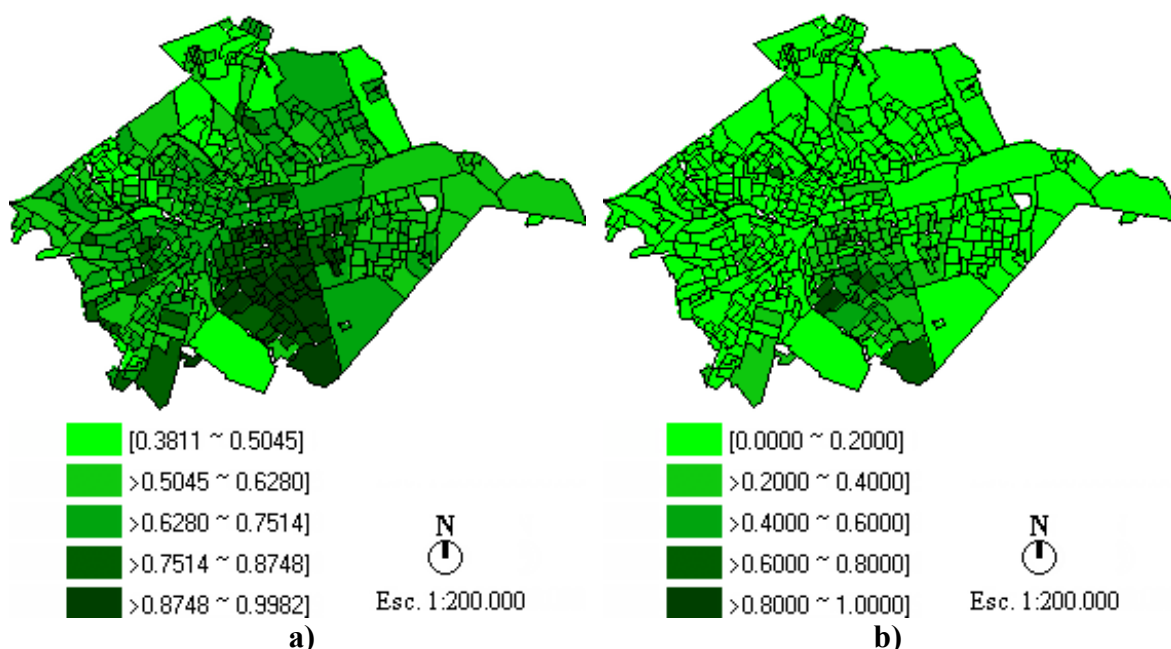 [0.3811 ~ 0.5045]
>0.5045 ~ 0.6280]
>0.6280 ~ 0.7514]
>0.7514 ~ 0.8748]
>0.8748 ~ 0.9982]
N
Esc. 1:200.000
a)
[0.0000 ~ 0.2000]
>0.2000 ~ 0.4000]
>0.4000 ~ 0.6000]
>0.6000 ~ 0.8000]
>0.8000 ~ 1.0000]
N
Esc. 1:200.000
b)